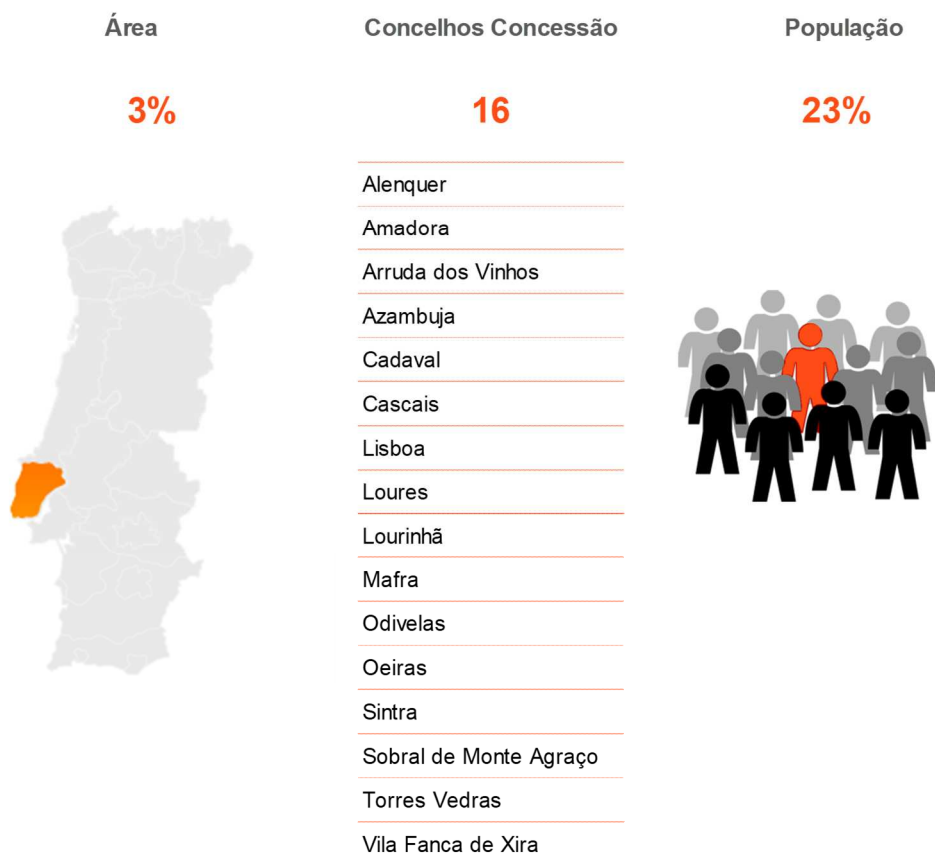 Área
Concelhos Concessão
População
3%
16
23%
Alenquer
Amadora
Arruda dos Vinhos
Azambuja
Cadaval
Cascais
Lisboa
Loures
Lourinhã
Mafra
Odivelas
Oeiras
Sintra
Sobral de Monte Agraço
Torres Vedras
Vila Fanca de Xira